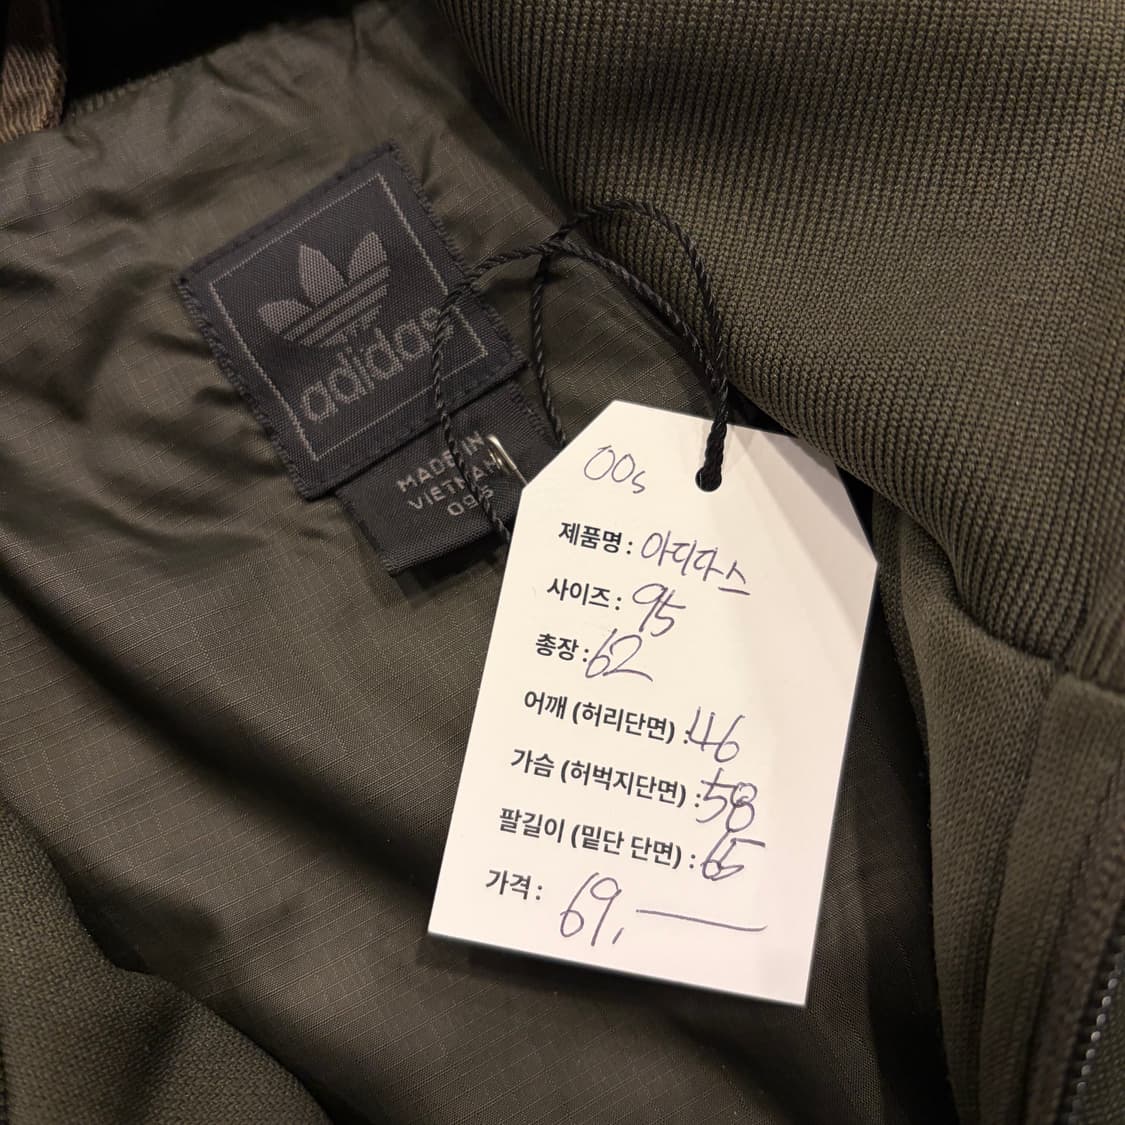 adidas
MADE IN
VIETNAM
095
00s
제품명 : 아디다스
사이즈 : 95
총장 : 62
어깨 (허리단면) : 46
가슴 (허벅지단면) : 58
팔길이 (밑단 단면) : 65
가격 : 69,—